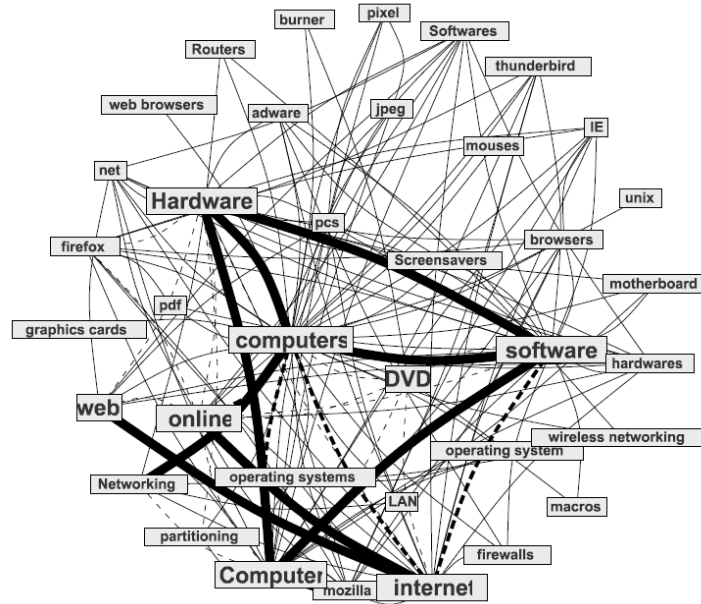 pixel
burner
Softwares
Routers
thunderbird
web browsers
adware
jpeg
IE
mouses
net
Hardware
unix
pcs
firefox
browsers
Screensavers
motherboard
pdf
graphics cards
computers
software
hardwares
DVD
web
online
wireless networking
operating system
Networking
operating systems
LAN
macros
partitioning
firewalls
Computer
mozilla
internet